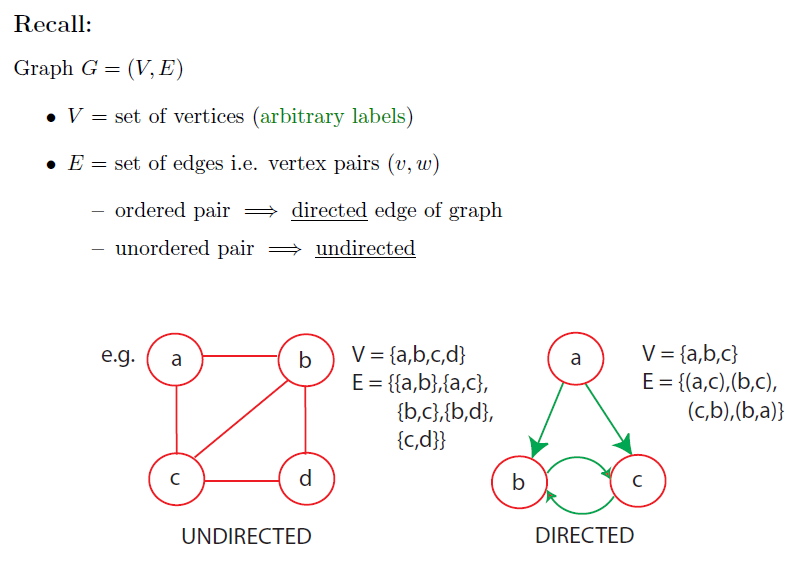 Recall:
Graph G = (V, E)
• V = set of vertices (arbitrary labels)
• E = set of edges i.e. vertex pairs (v, w)
– ordered pair ⟹ directed edge of graph
– unordered pair ⟹ undirected
e.g.
a
b
c
d
V = {a,b,c,d}
E = {{a,b},{a,c},
{b,c},{b,d},
{c,d}}
UNDIRECTED
a
b
c
V = {a,b,c}
E = {(a,c),(b,c),
(c,b),(b,a)}
DIRECTED